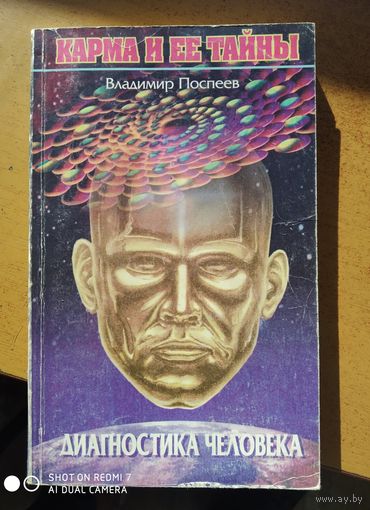 КАРМА И ЕЕ ТАЙНЫ
Владимир Поспеев
ДИАГНОСТИКА ЧЕЛОВЕКА
SHOT ON REDMI 7
AI DUAL CAMERA
www.ay.by